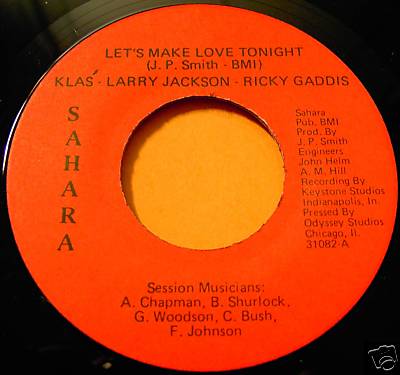 LET'S MAKE LOVE TONIGHT
(J. P. Smith - BMI)
KLAS' - LARRY JACKSON - RICKY GADDIS
SAHARA
Sahara
Pub. BMI
Prod. By
J. P. Smith
Engineers
John Helm
A. M. Hill
Recording By
Keystone Studios
Indianapolis, In.
Pressed By
Odyssey Studios
Chicago, Il.
31082-A
Session Musicians:
A. Chapman, B. Shurlock,
G. Woodson, C. Bush,
F. Johnson